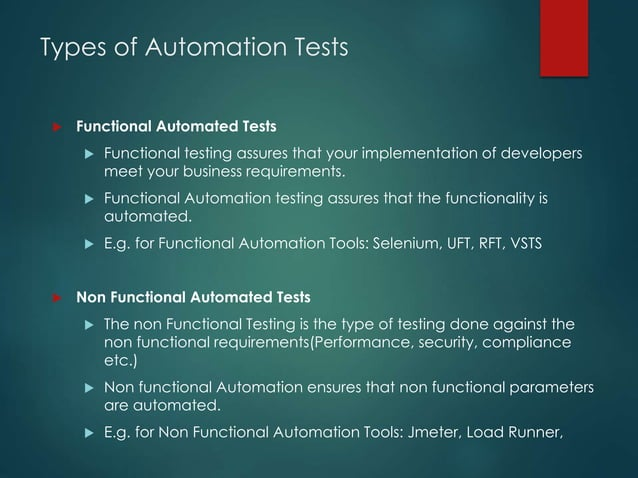 Types of Automation Tests
Functional Automated Tests
Functional testing assures that your implementation of developers
meet your business requirements.
Functional Automation testing assures that the functionality is
automated.
E.g. for Functional Automation Tools: Selenium, UFT, RFT, VSTS
Non Functional Automated Tests
The non Functional Testing is the type of testing done against the
non functional requirements(Performance, security, compliance
etc.)
Non functional Automation ensures that non functional parameters
are automated.
E.g. for Non Functional Automation Tools: Jmeter, Load Runner,